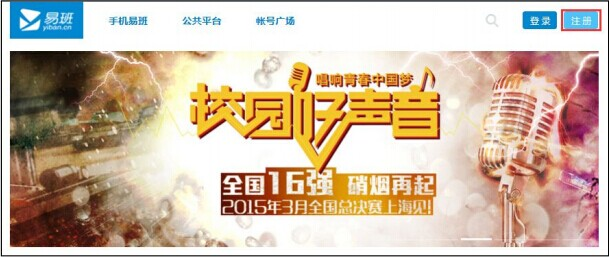 易班
yiban.cn
手机易班 公共平台 帐号广场 登录 注册
唱响青春中国梦
校园好声音
全国16强 硝烟再起
2015年3月全国总决赛上海见!